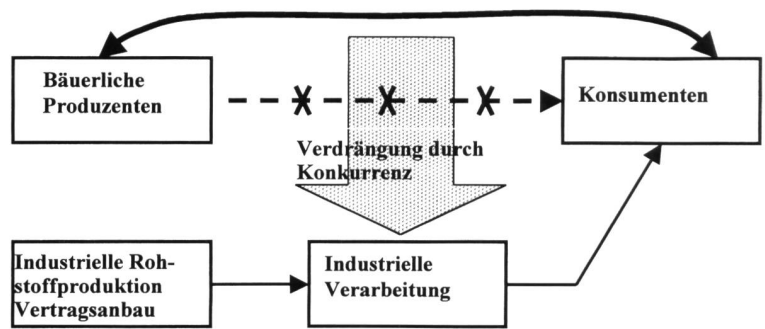 Bäuerliche
Produzenten
Konsumenten
Verdrängung durch
Konkurrenz
Industrielle Roh-
stoffproduktion
Vertragsanbau
Industrielle
Verarbeitung